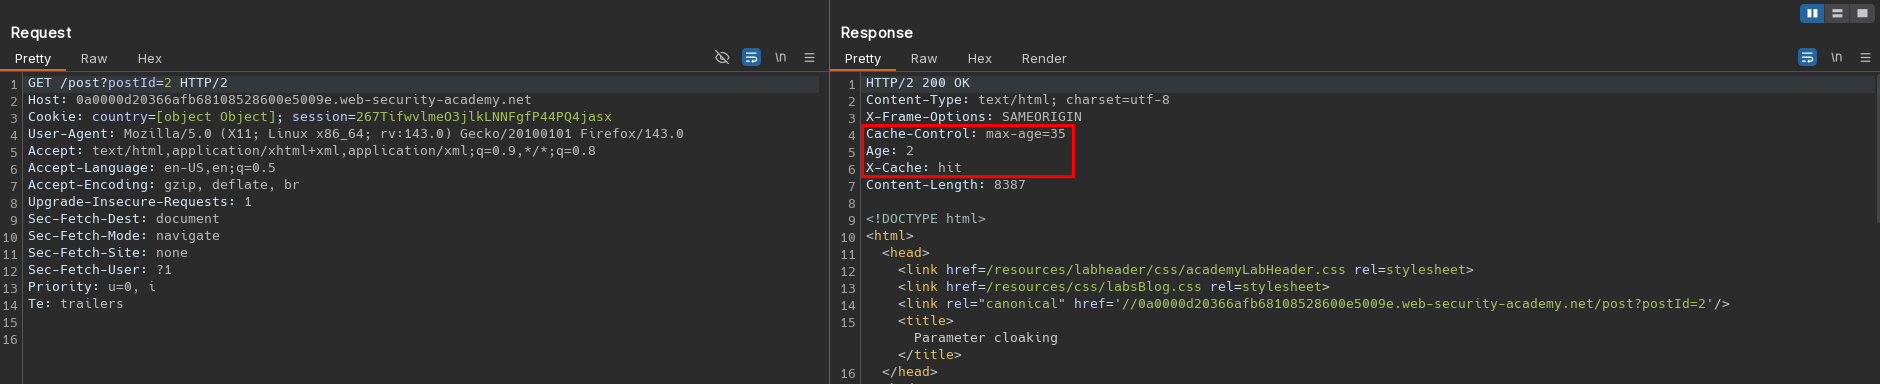 Request
Pretty Raw Hex
\n
1 GET /post?postId=2 HTTP/2
2 Host: 0a0000d20366afb68108528600e5009e.web-security-academy.net
3 Cookie: country=[object Object]; session=267TifwvlmeO3jlkLNNFgfP44PQ4jasx
4 User-Agent: Mozilla/5.0 (X11; Linux x86_64; rv:143.0) Gecko/20100101 Firefox/143.0
5 Accept: text/html,application/xhtml+xml,application/xml;q=0.9,*/*;q=0.8
6 Accept-Language: en-US,en;q=0.5
7 Accept-Encoding: gzip, deflate, br
8 Upgrade-Insecure-Requests: 1
9 Sec-Fetch-Dest: document
10 Sec-Fetch-Mode: navigate
11 Sec-Fetch-Site: none
12 Sec-Fetch-User: ?1
13 Priority: u=0, i
14 Te: trailers
15
16
Response
Pretty Raw Hex Render
\n
1 HTTP/2 200 OK
2 Content-Type: text/html; charset=utf-8
3 X-Frame-Options: SAMEORIGIN
4 Cache-Control: max-age=35
5 Age: 2
6 X-Cache: hit
7 Content-Length: 8387
8
9 <!DOCTYPE html>
10 <html>
11 <head>
12 <link href=/resources/labheader/css/academyLabHeader.css rel=stylesheet>
13 <link href=/resources/css/labsBlog.css rel=stylesheet>
14 <link rel="canonical" href='//0a0000d20366afb68108528600e5009e.web-security-academy.net/post?postId=2'/>
15 <title>
Parameter cloaking
</title>
16 </head>